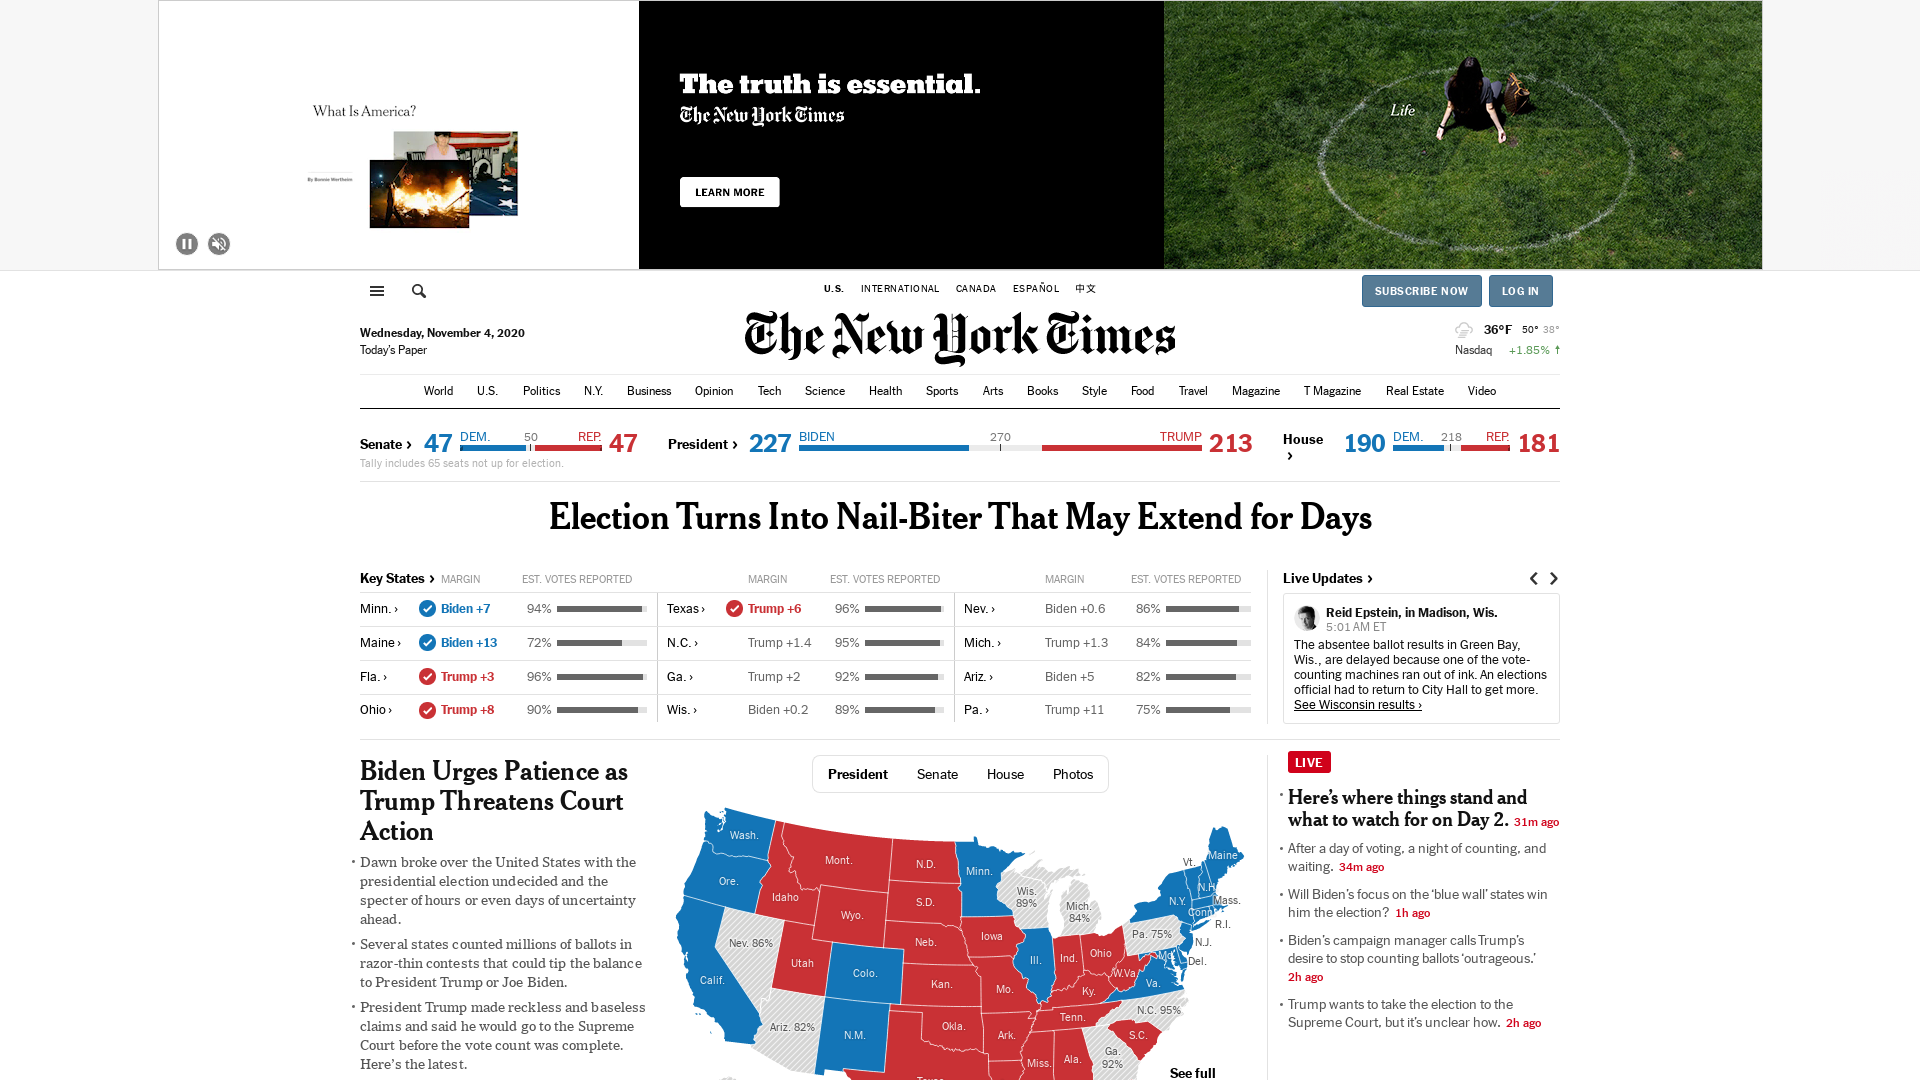 What Is America?
By Bonnie Wertheim
The truth is essential.
The New York Times
LEARN MORE
Life
U.S. INTERNATIONAL CANADA ESPAÑOL 中文
SUBSCRIBE NOW LOG IN
Wednesday, November 4, 2020
Today's Paper
The New York Times
36°F 50° 38°
Nasdaq +1.85% ↑
World U.S. Politics N.Y. Business Opinion Tech Science Health Sports Arts Books Style Food Travel Magazine T Magazine Real Estate Video
Senate › 47 DEM. 50 REP. 47
Tally includes 65 seats not up for election.
President › 227 BIDEN 270 TRUMP 213
House › 190 DEM. 218 REP. 181
Election Turns Into Nail-Biter That May Extend for Days
Key States › MARGIN EST. VOTES REPORTED MARGIN EST. VOTES REPORTED MARGIN EST. VOTES REPORTED
Minn. › Biden +7 94% Texas › Trump +6 96% Nev. › Biden +0.6 86%
Maine › Biden +13 72% N.C. › Trump +1.4 95% Mich. › Trump +1.3 84%
Fla. › Trump +3 96% Ga. › Trump +2 92% Ariz. › Biden +5 82%
Ohio › Trump +8 90% Wis. › Biden +0.2 89% Pa. › Trump +11 75%
Live Updates ›
Reid Epstein, in Madison, Wis.
5:01 AM ET
The absentee ballot results in Green Bay,
Wis., are delayed because one of the vote-
counting machines ran out of ink. An elections
official had to return to City Hall to get more.
See Wisconsin results ›
Biden Urges Patience as
Trump Threatens Court
Action
• Dawn broke over the United States with the
presidential election undecided and the
specter of hours or even days of uncertainty
ahead.
• Several states counted millions of ballots in
razor-thin contests that could tip the balance
to President Trump or Joe Biden.
• President Trump made reckless and baseless
claims and said he would go to the Supreme
Court before the vote count was complete.
Here's the latest.
President Senate House Photos
Wash.
Mont.
N.D.
Minn.
Vt.
Maine
Ore.
Idaho
Wis.
89%
N.H.
S.D.
Mich.
84%
N.Y.
Mass.
Wyo.
Conn.
R.I.
Nev. 86%
Neb.
Iowa
Pa. 75%
N.J.
Utah
Colo.
Ill.
Ind.
Ohio
Md.
Del.
Calif.
Kan.
Mo.
W.Va.
Ky.
Va.
Ariz. 82%
N.M.
Okla.
Ark.
Tenn.
N.C. 95%
S.C.
Miss.
Ala.
Ga.
92%
Texas
See full
LIVE
• Here's where things stand and
what to watch for on Day 2. 31m ago
• After a day of voting, a night of counting, and
waiting. 34m ago
• Will Biden's focus on the ‘blue wall’ states win
him the election? 1h ago
• Biden's campaign manager calls Trump's
desire to stop counting ballots ‘outrageous.’
2h ago
• Trump wants to take the election to the
Supreme Court, but it's unclear how. 2h ago